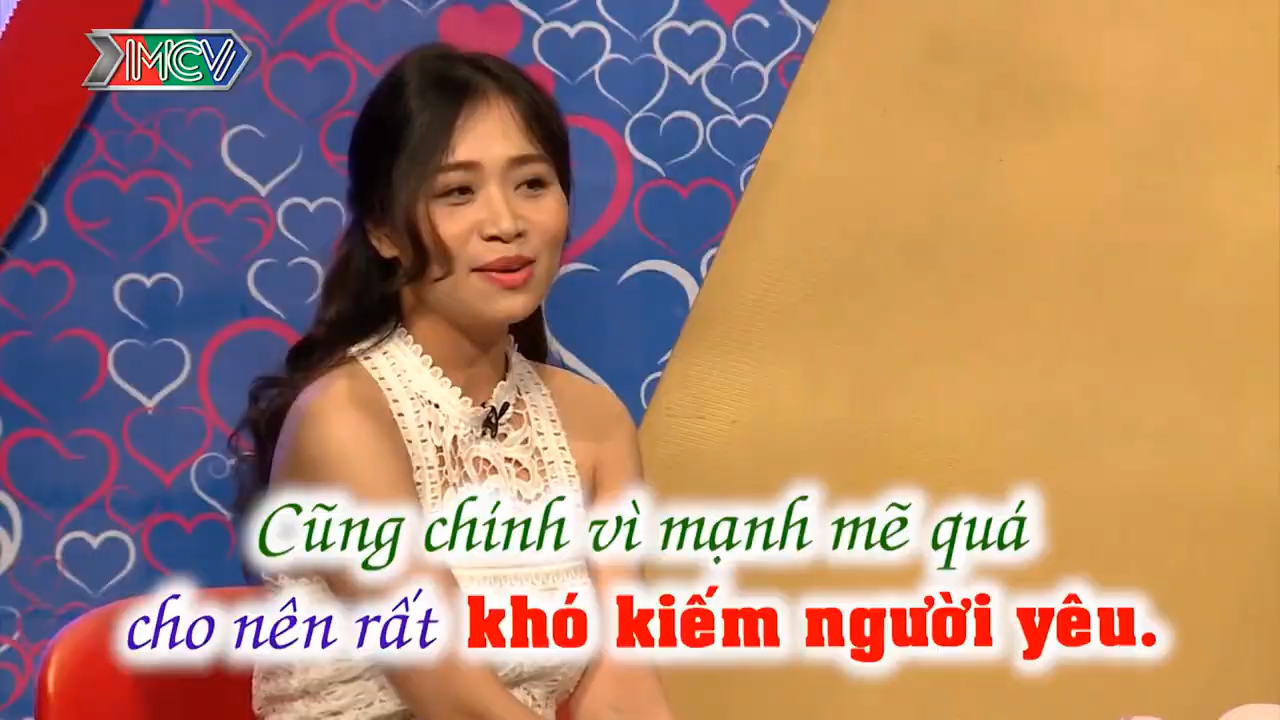 MCV
Cũng chính vì mạnh mẽ quá
cho nên rất khó kiếm người yêu.